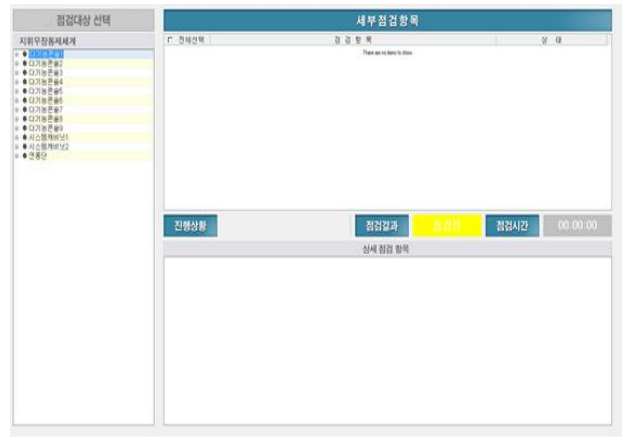 점검대상 선택
지휘무장통제체계
다기능콘솔1
다기능콘솔2
다기능콘솔3
다기능콘솔4
다기능콘솔5
다기능콘솔6
다기능콘솔7
다기능콘솔8
다기능콘솔9
시스템캐비닛1
시스템캐비닛2
연동단
세부점검항목
전체선택 점 검 항 목 상 태
There are no items to show.
진행상황 점검결과 점검전 점검시간 00:00:00
상세 점검 항목